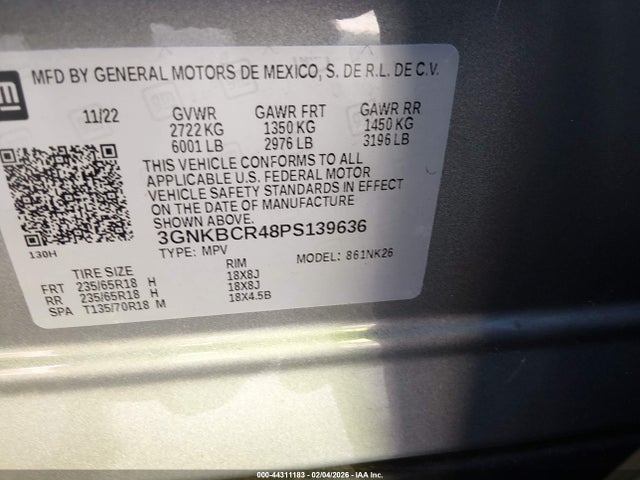 gm
MFD BY GENERAL MOTORS DE MEXICO, S. DE R.L. DE C.V.
11/22 GVWR GAWR FRT GAWR RR
2722 KG 1350 KG 1450 KG
6001 LB 2976 LB 3196 LB
THIS VEHICLE CONFORMS TO ALL
APPLICABLE U.S. FEDERAL MOTOR
VEHICLE SAFETY STANDARDS IN EFFECT
ON THE DATE OF MANUFACTURE
SHOWN ABOVE.
3GNKBCR48PS139636
130H TYPE: MPV MODEL: 861NK26
TIRE SIZE RIM
FRT 235/65R18 H 18X8J
RR 235/65R18 H 18X8J
SPA T135/70R18 M 18X4.5B
000-44311183 - 02/04/2026 - IAA Inc.